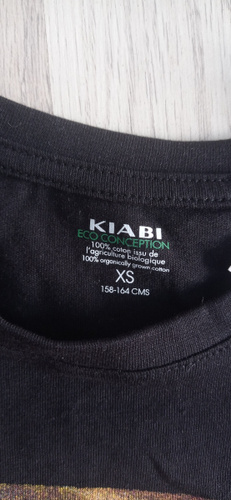 KIABI
ECO CONCEPTION
100% coton issu de
l'agriculture biologique
100% organically grown cotton
XS
158-164 CMS